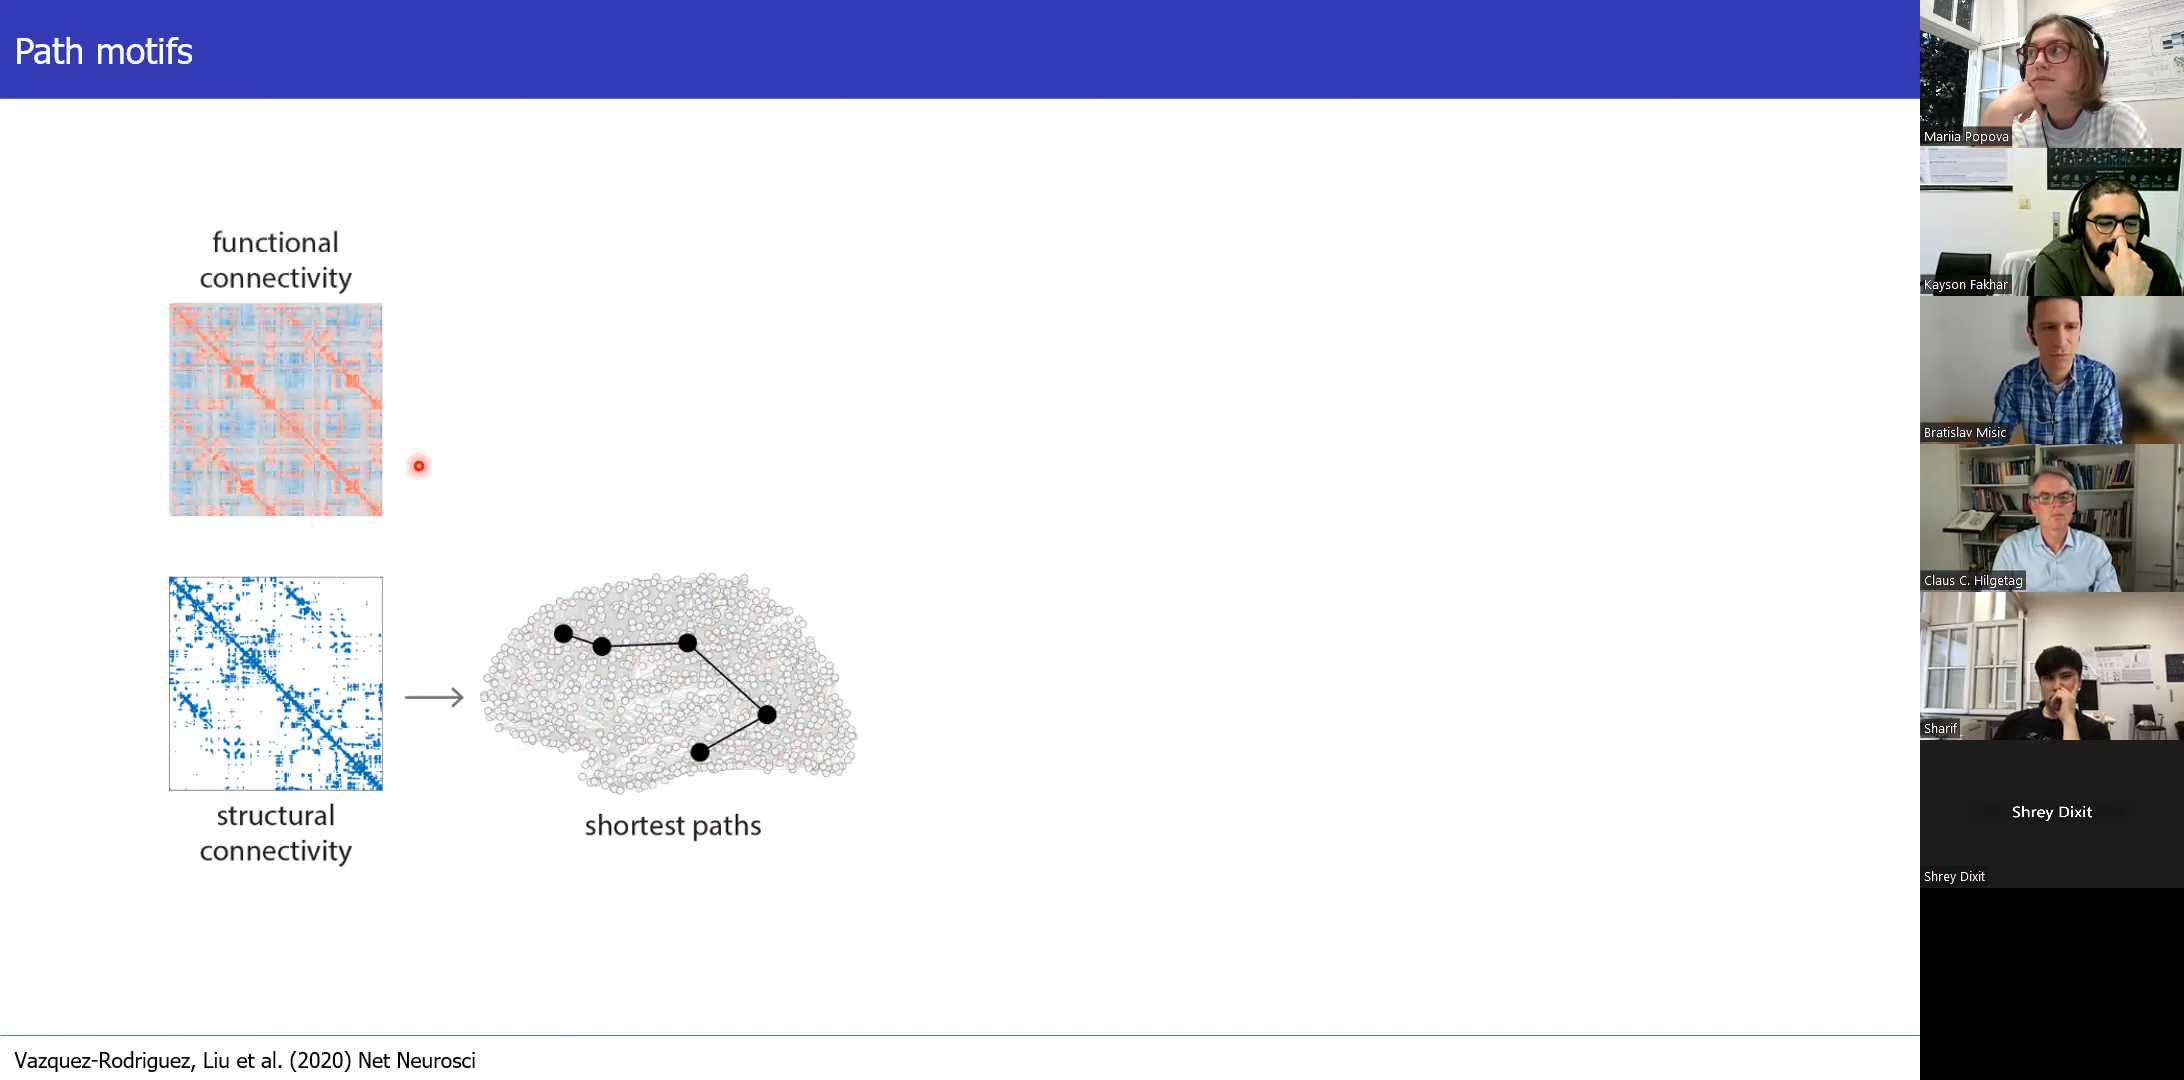 Path motifs
functional
connectivity
structural
connectivity
shortest paths
Vazquez-Rodriguez, Liu et al. (2020) Net Neurosci
Mariia Popova
Kayson Fakhar
Bratislav Misic
Claus C. Hilgetag
Sharif
Shrey Dixit
Shrey Dixit